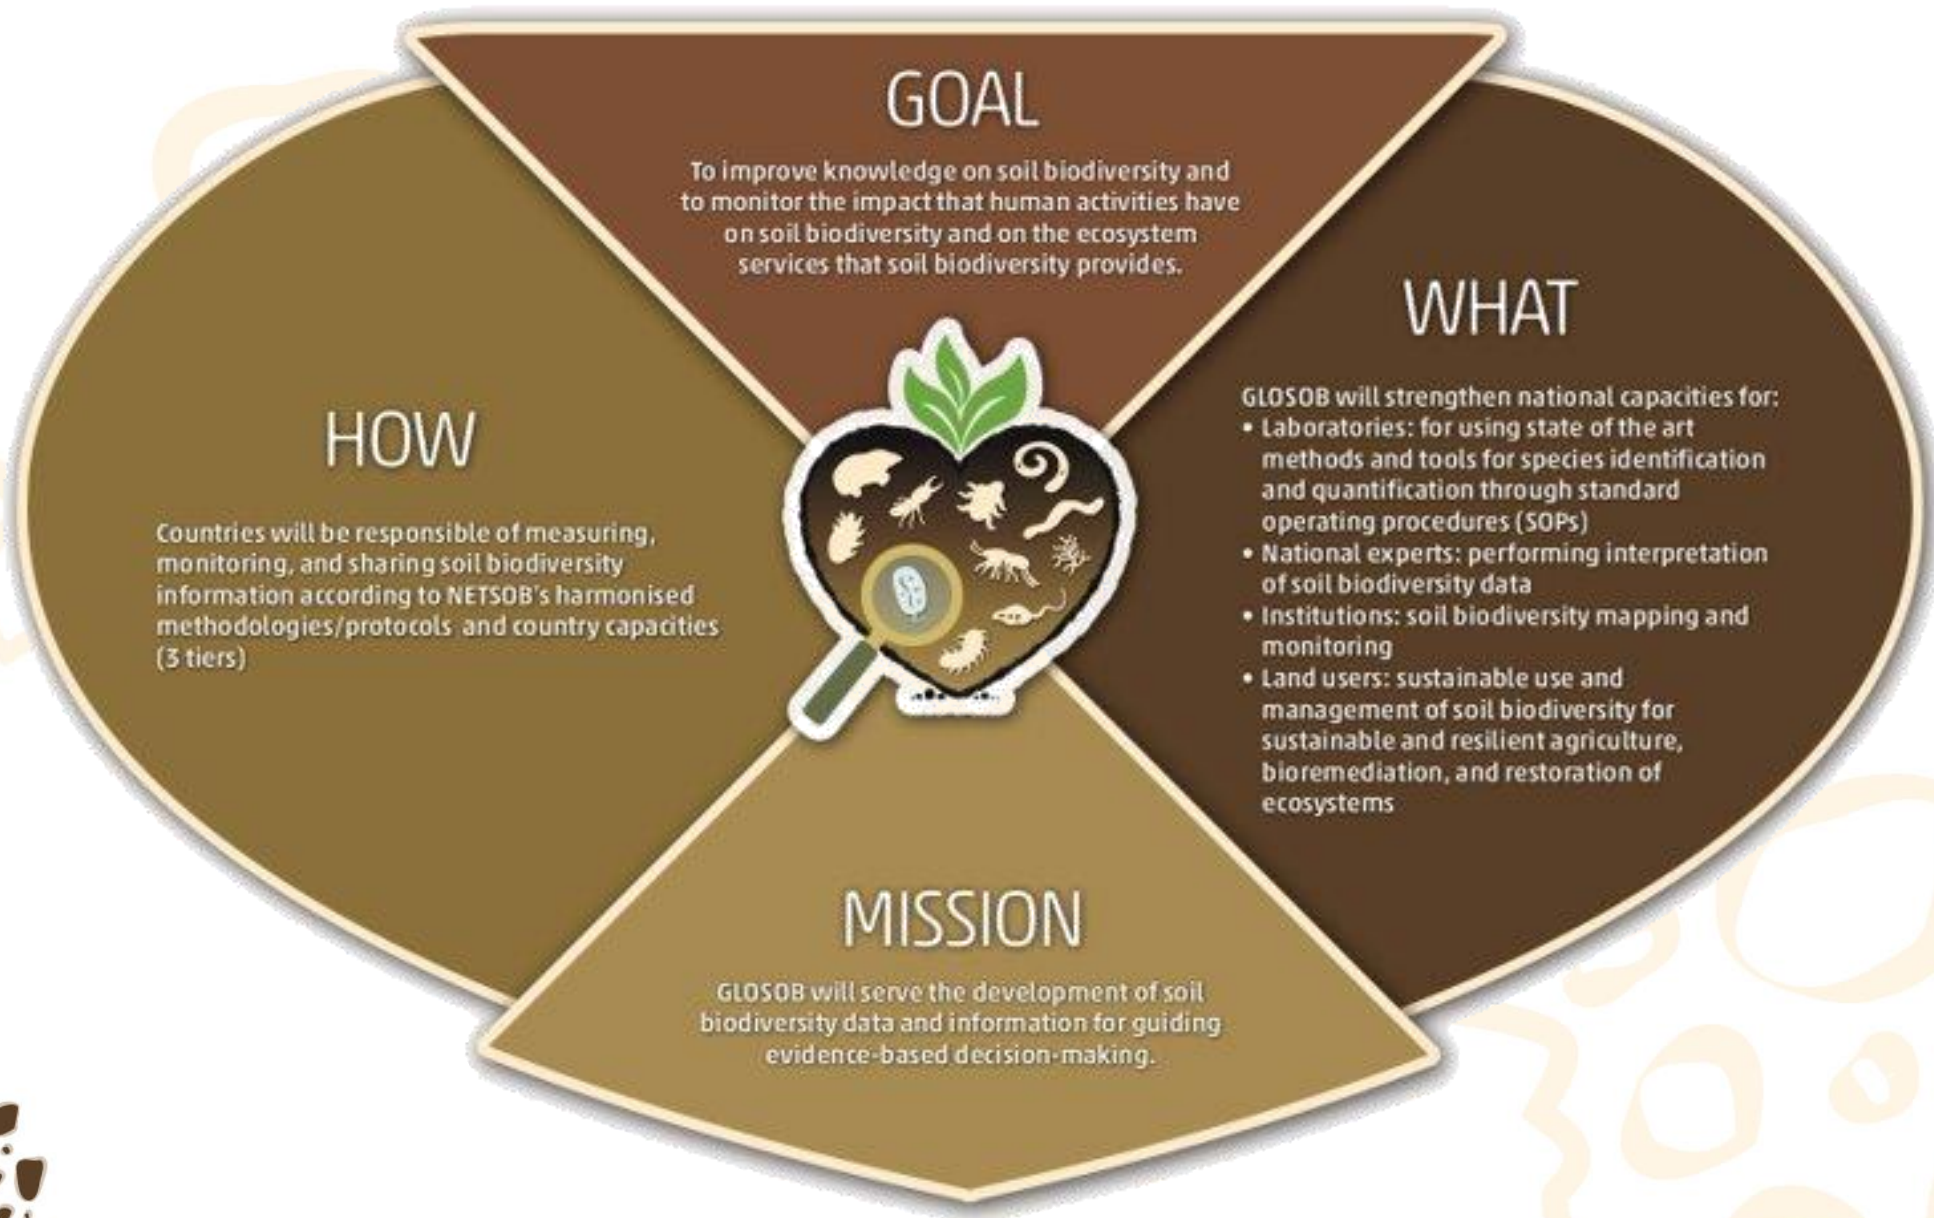 GOAL
To improve knowledge on soil biodiversity and
to monitor the impact that human activities have
on soil biodiversity and on the ecosystem
services that soil biodiversity provides.
WHAT
GLOSOB will strengthen national capacities for:
• Laboratories: for using state of the art
methods and tools for species identification
and quantification through standard
operating procedures (SOPs)
• National experts: performing interpretation
of soil biodiversity data
• Institutions: soil biodiversity mapping and
monitoring
• Land users: sustainable use and
management of soil biodiversity for
sustainable and resilient agriculture,
bioremediation, and restoration of
ecosystems
HOW
Countries will be responsible of measuring,
monitoring, and sharing soil biodiversity
information according to NETSOB's harmonised
methodologies/protocols and country capacities
(3 tiers)
MISSION
GLOSOB will serve the development of soil
biodiversity data and information for guiding
evidence-based decision-making.